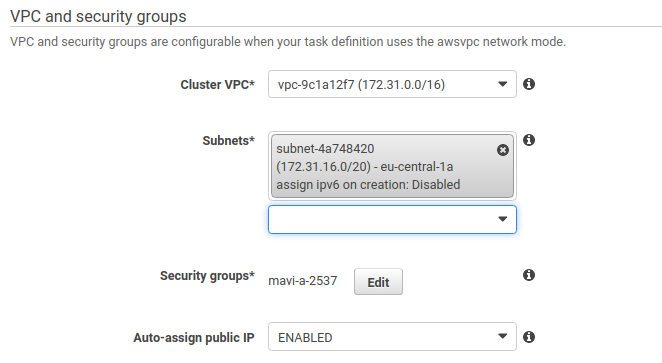 VPC and security groups
VPC and security groups are configurable when your task definition uses the awsvpc network mode.
Cluster VPC* vpc-9c1a12f7 (172.31.0.0/16)
Subnets* subnet-4a748420
(172.31.16.0/20) - eu-central-1a
assign ipv6 on creation: Disabled
Security groups* mavi-a-2537 Edit
Auto-assign public IP ENABLED